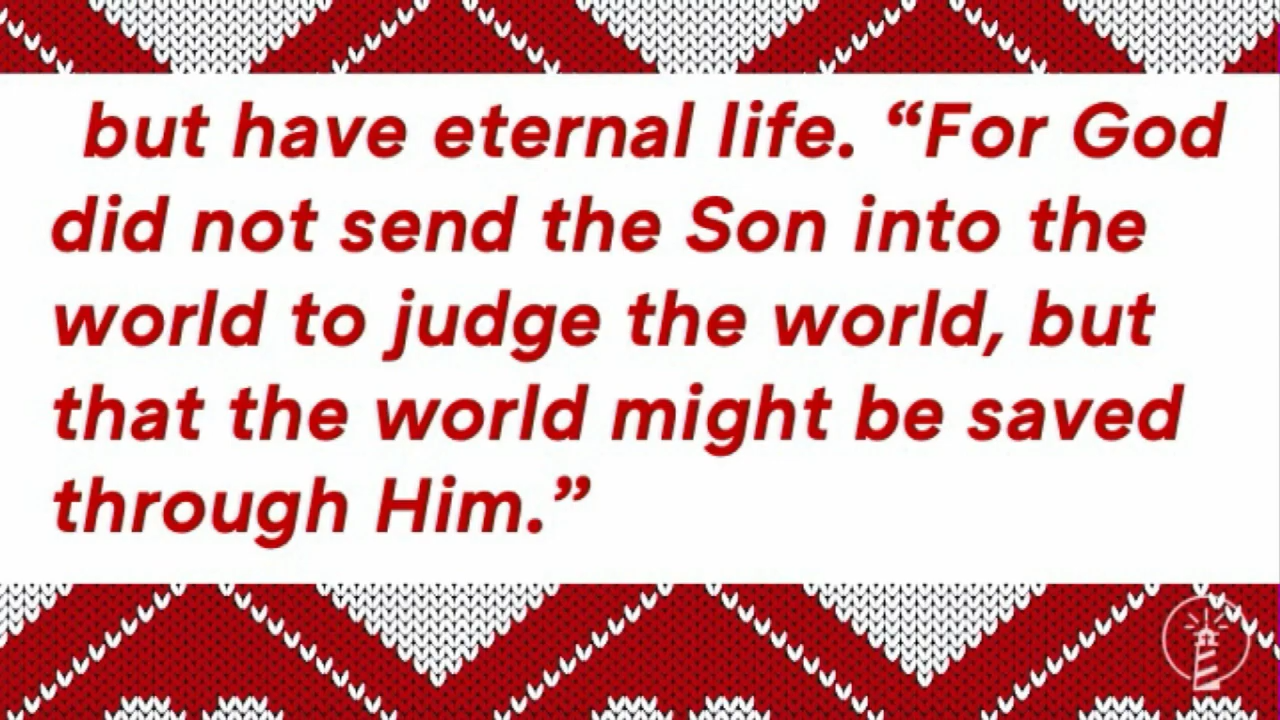 but have eternal life. “For God
did not send the Son into the
world to judge the world, but
that the world might be saved
through Him.”